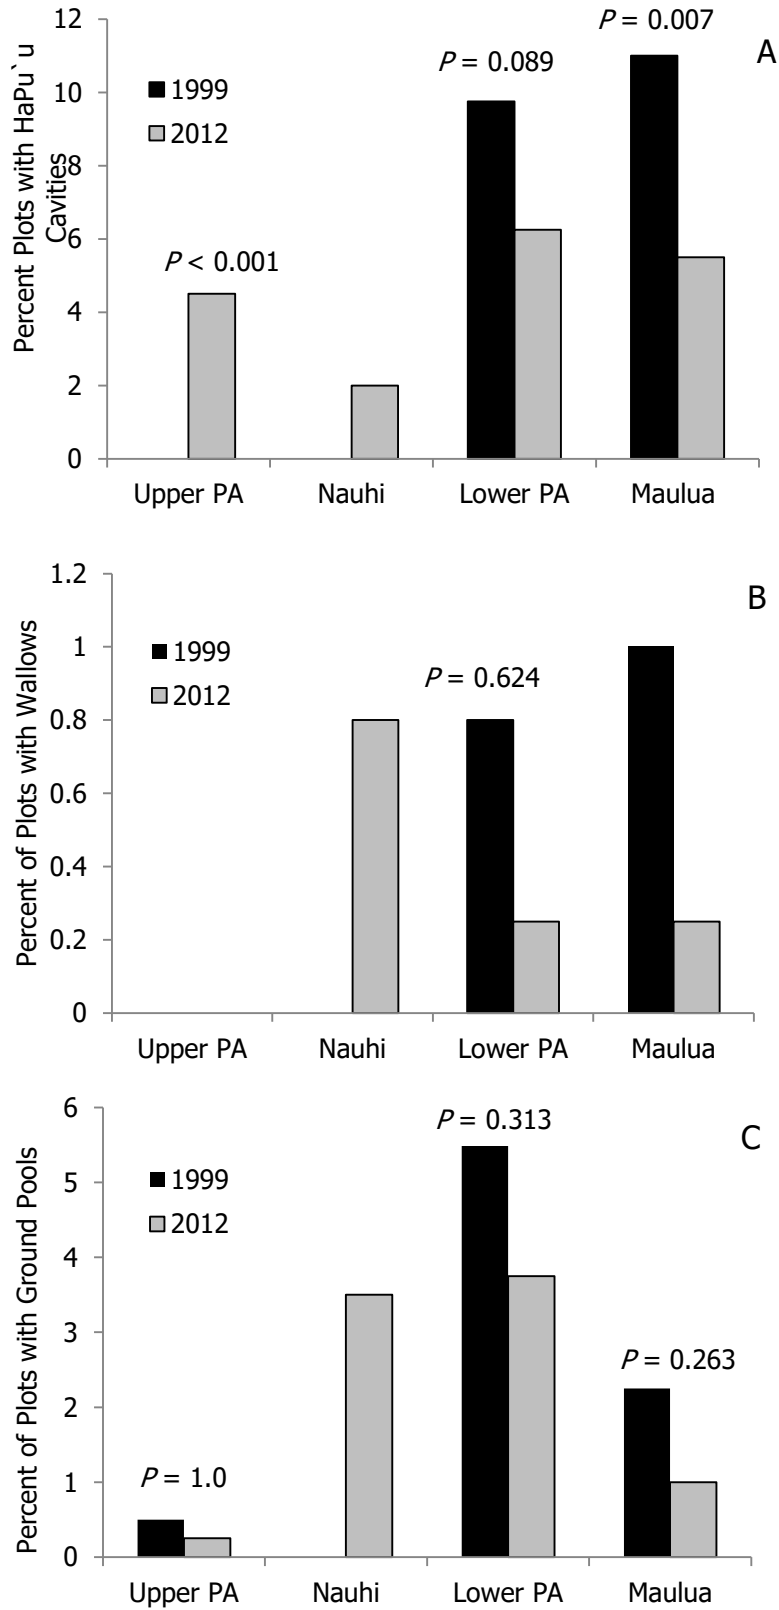 12
10
8
6
4
2
0
Percent Plots with HaPu`u
Cavities
1999
2012
P < 0.001
P = 0.089
P = 0.007
A
Upper PA
Nauhi
Lower PA
Maulua
1.2
1
0.8
0.6
0.4
0.2
0
Percent of Plots with Wallows
1999
2012
P = 0.624
B
Upper PA
Nauhi
Lower PA
Maulua
6
5
4
3
2
1
0
Percent of Plots with Ground Pools
1999
2012
P = 1.0
P = 0.313
P = 0.263
C
Upper PA
Nauhi
Lower PA
Maulua